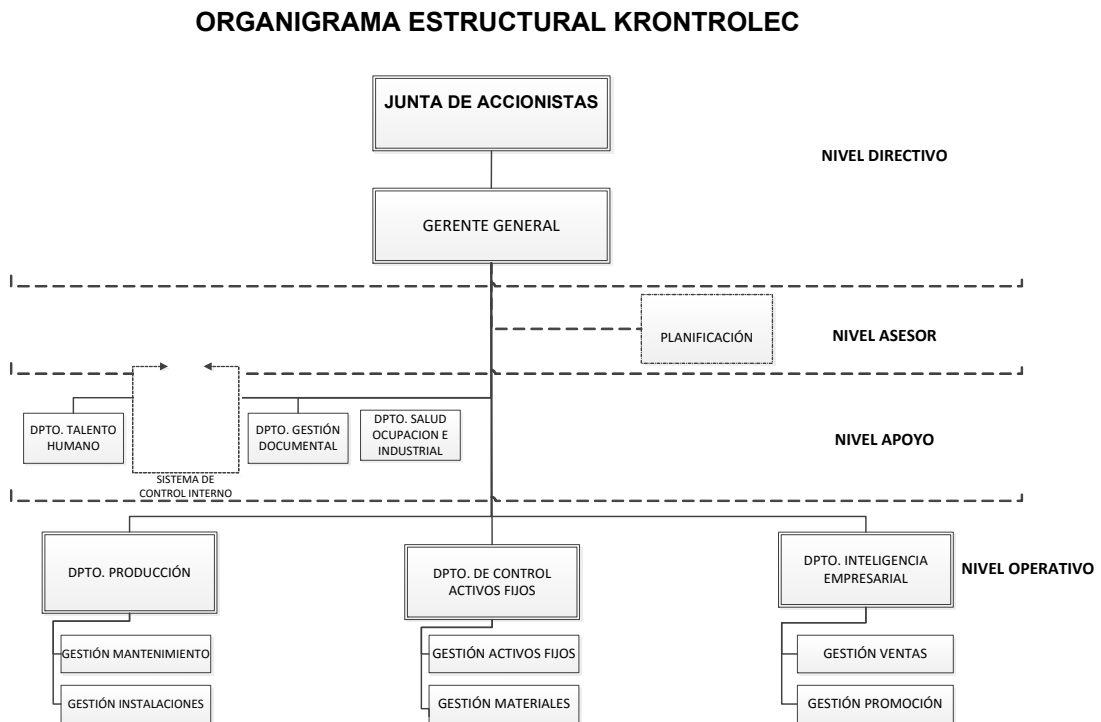 ORGANIGRAMA ESTRUCTURAL KRONTROLEC
JUNTA DE ACCIONISTAS
NIVEL DIRECTIVO
GERENTE GENERAL
PLANIFICACIÓN
NIVEL ASESOR
DPTO. TALENTO
HUMANO
DPTO. GESTIÓN
DOCUMENTAL
DPTO. SALUD
OCUPACION E
INDUSTRIAL
NIVEL APOYO
SISTEMA DE
CONTROL INTERNO
DPTO. PRODUCCIÓN
DPTO. DE CONTROL
ACTIVOS FIJOS
DPTO. INTELIGENCIA
EMPRESARIAL
NIVEL OPERATIVO
GESTIÓN MANTENIMIENTO
GESTIÓN ACTIVOS FIJOS
GESTIÓN VENTAS
GESTIÓN INSTALACIONES
GESTIÓN MATERIALES
GESTIÓN PROMOCIÓN